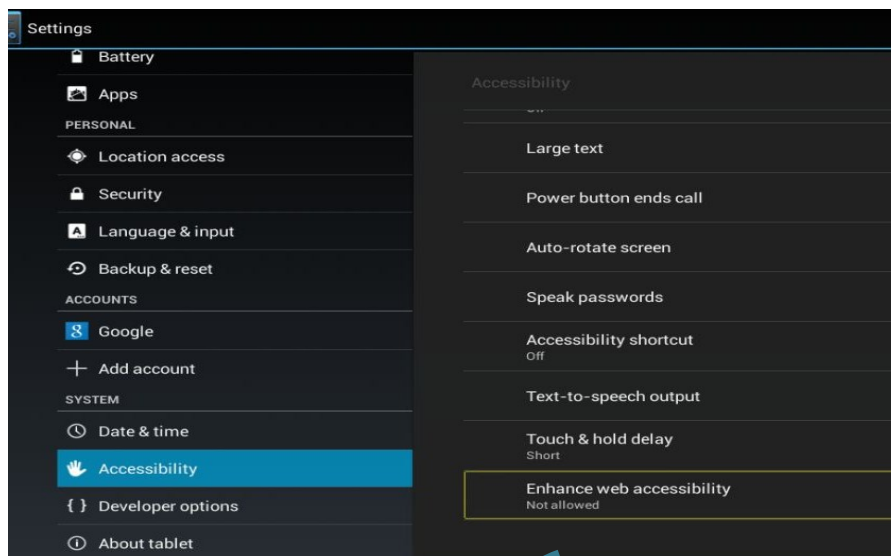 Settings
Battery
Apps
PERSONAL
Location access
Security
Language & input
Backup & reset
ACCOUNTS
Google
Add account
SYSTEM
Date & time
Accessibility
Developer options
About tablet
Accessibility
Large text
Power button ends call
Auto-rotate screen
Speak passwords
Accessibility shortcut
Off
Text-to-speech output
Touch & hold delay
Short
Enhance web accessibility
Not allowed